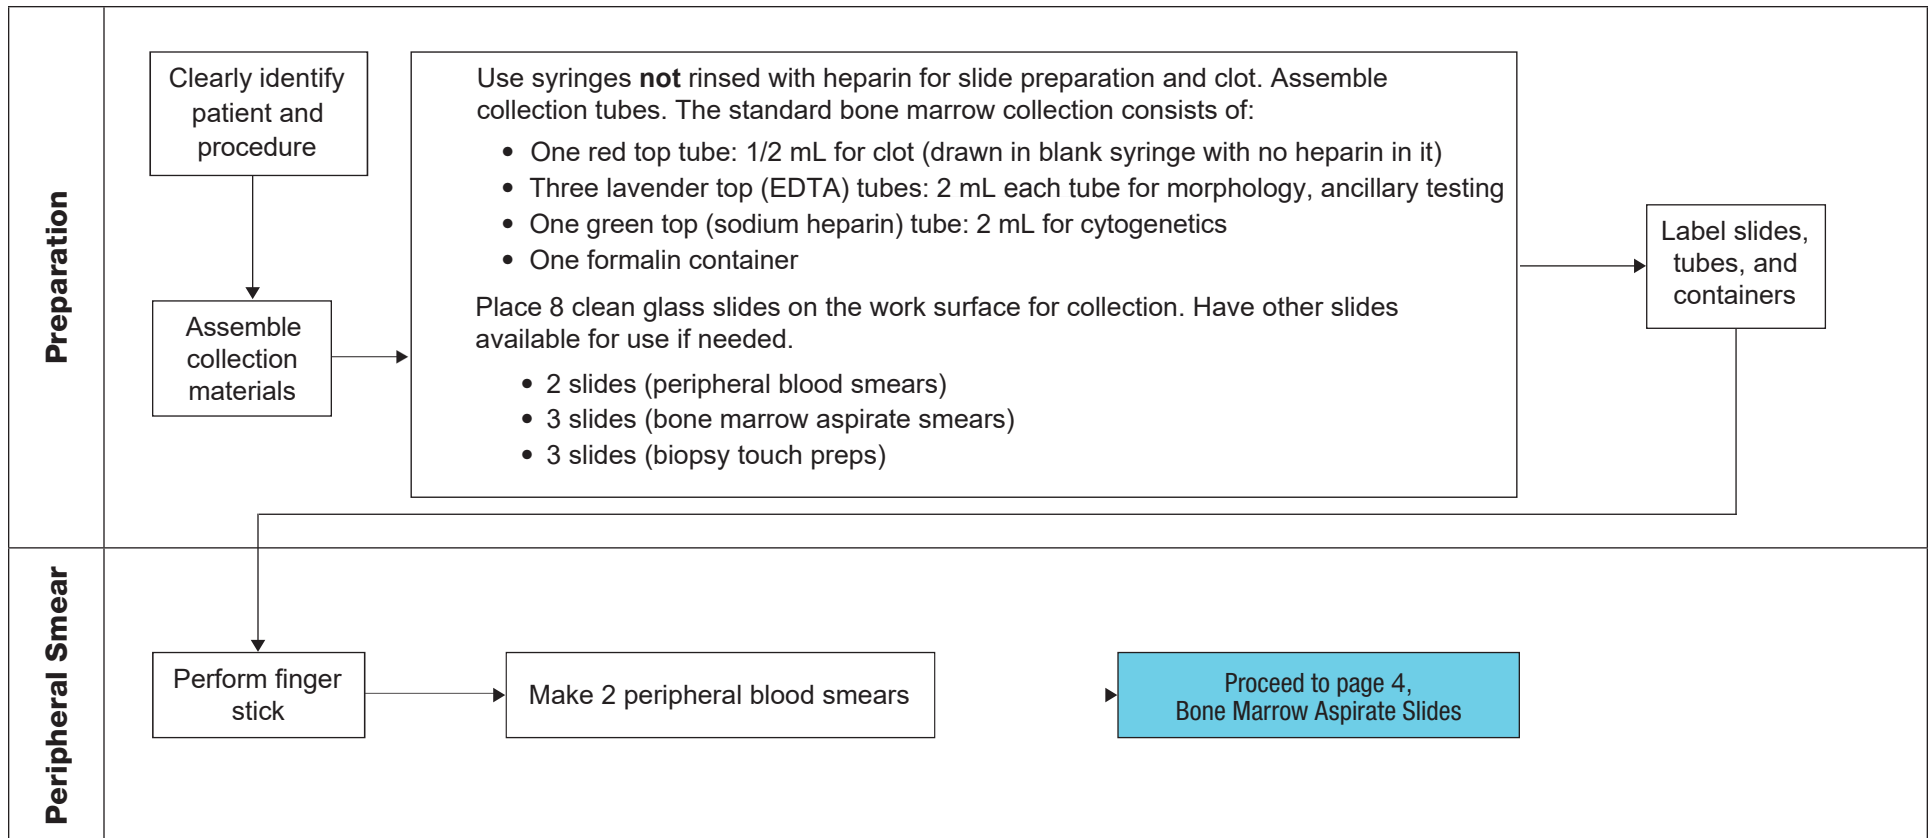 Preparation
Clearly identify
patient and
procedure
Assemble
collection
materials
Use syringes not rinsed with heparin for slide preparation and clot. Assemble
collection tubes. The standard bone marrow collection consists of:
• One red top tube: 1/2 mL for clot (drawn in blank syringe with no heparin in it)
• Three lavender top (EDTA) tubes: 2 mL each tube for morphology, ancillary testing
• One green top (sodium heparin) tube: 2 mL for cytogenetics
• One formalin container
Place 8 clean glass slides on the work surface for collection. Have other slides
available for use if needed.
• 2 slides (peripheral blood smears)
• 3 slides (bone marrow aspirate smears)
• 3 slides (biopsy touch preps)
Label slides,
tubes, and
containers
Peripheral Smear
Perform finger
stick
Make 2 peripheral blood smears
Proceed to page 4,
Bone Marrow Aspirate Slides